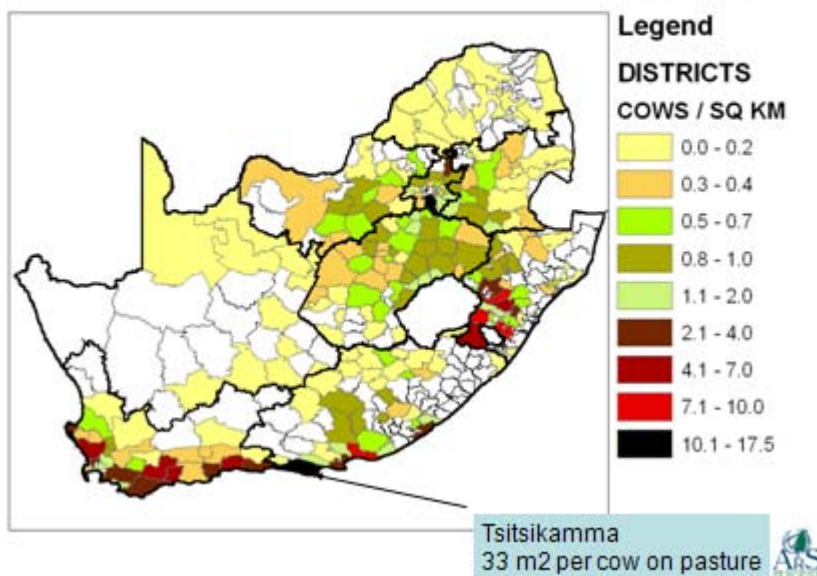 Legend
DISTRICTS
COWS / SQ KM
0.0 - 0.2
0.3 - 0.4
0.5 - 0.7
0.8 - 1.0
1.1 - 2.0
2.1 - 4.0
4.1 - 7.0
7.1 - 10.0
10.1 - 17.5
Tsitsikamma
33 m2 per cow on pasture